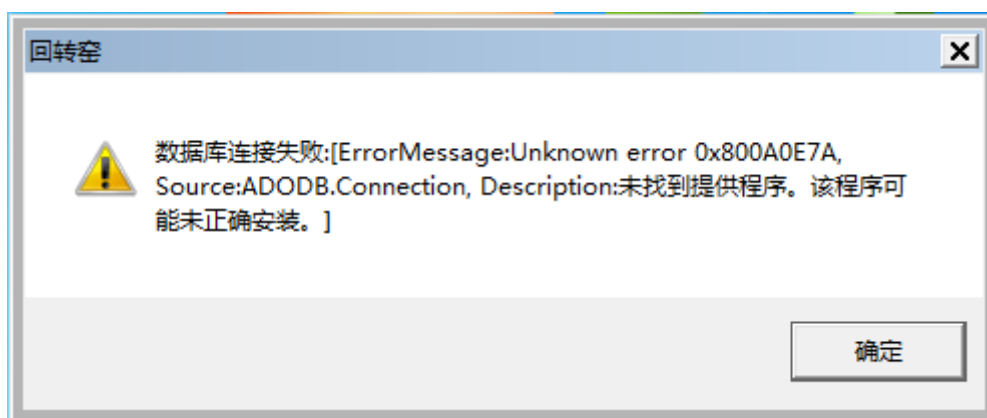 回转窑
数据库连接失败:[ErrorMessage:Unknown error 0x800A0E7A,
Source:ADODB.Connection, Description:未找到提供程序。该程序可
能未正确安装。]
确定